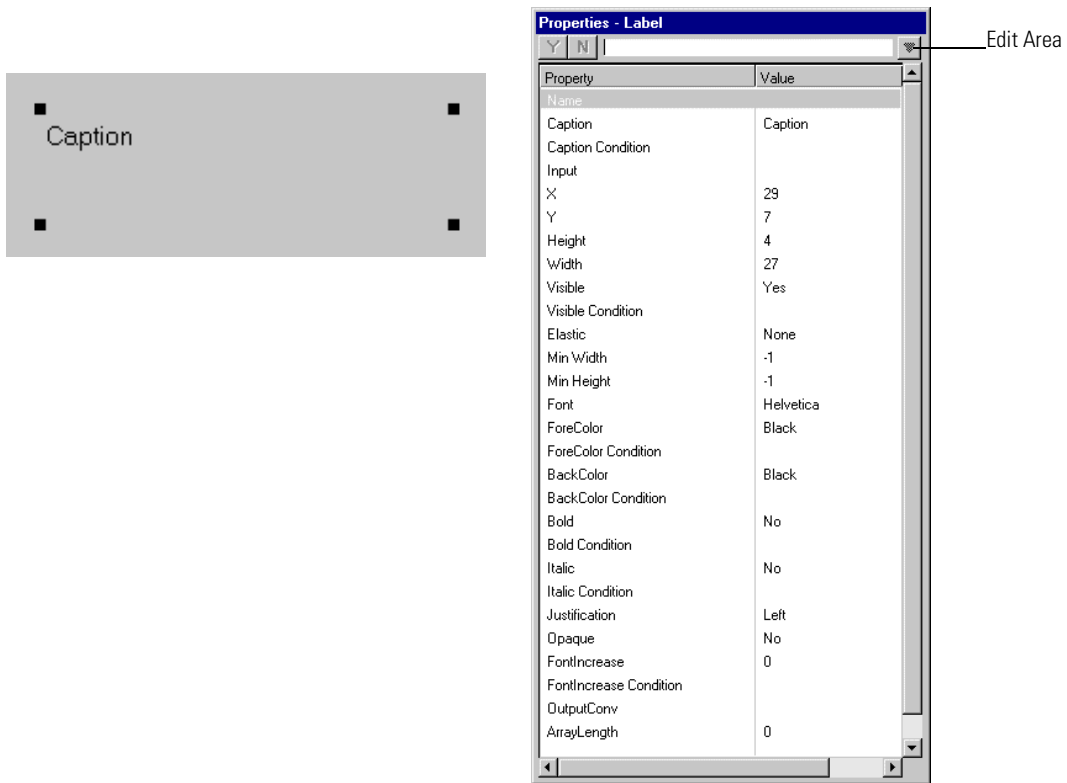 Caption
Properties - Label
Y N
Edit Area
Property Value
Name
Caption Caption
Caption Condition
Input
X 29
Y 7
Height 4
Width 27
Visible Yes
Visible Condition
Elastic None
Min Width -1
Min Height -1
Font Helvetica
ForeColor Black
ForeColor Condition
BackColor Black
BackColor Condition
Bold No
Bold Condition
Italic No
Italic Condition
Justification Left
Opaque No
FontIncrease 0
FontIncrease Condition
OutputConv
ArrayLength 0